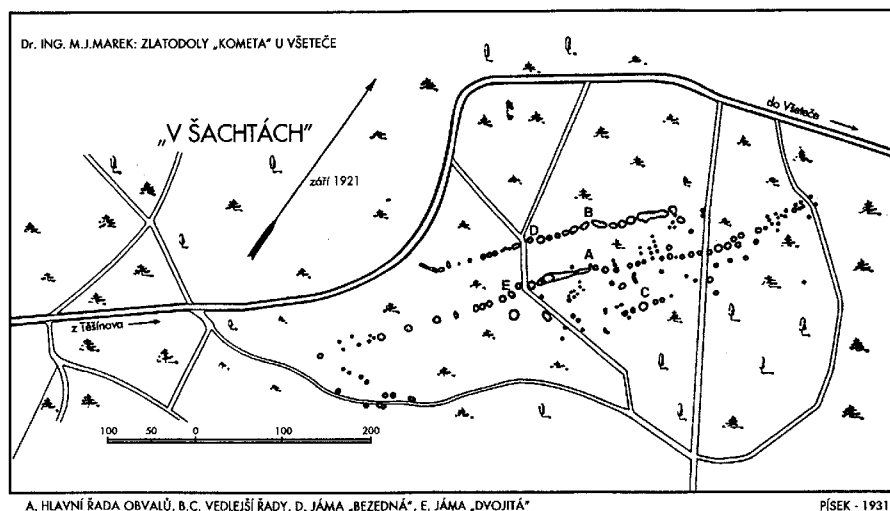 Dr. ING. M.J.MAREK: ZLATODOLY „KOMETA" U VŠETEČE
„V ŠACHTÁCH"
září 1921
do Všeteče
D
B
A
E
C
z Těšínova
100 50 0 100 200
A. HLAVNÍ ŘADA OBVALŮ, B.C. VEDLEJŠÍ ŘADY, D. JÁMA „BEZEDNÁ", E. JÁMA „DVOJITÁ"
PÍSEK - 1931